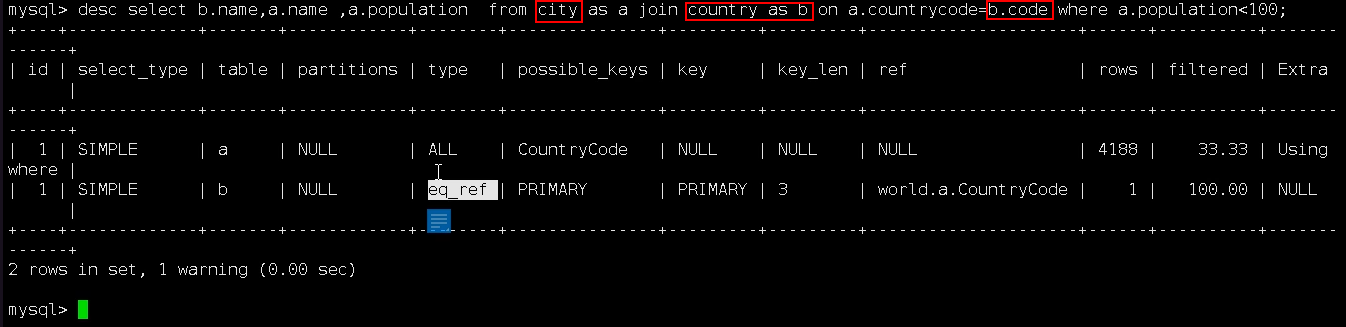 mysql> desc select b.name,a.name ,a.population  from city as a join country as b on a.countrycode=b.code where a.population<100;
+----+-------------+-------+------------+--------+---------------+---------+---------+---------------------+------+----------+-------
------+
| id | select_type | table | partitions | type   | possible_keys | key     | key_len | ref                 | rows | filtered | Extra
      |
+----+-------------+-------+------------+--------+---------------+---------+---------+---------------------+------+----------+-------
------+
|  1 | SIMPLE      | a     | NULL       | ALL    | CountryCode   | NULL    | NULL    | NULL                | 4188 |    33.33 | Using
where |
|  1 | SIMPLE      | b     | NULL       | eq_ref | PRIMARY       | PRIMARY | 3       | world.a.CountryCode |    1 |   100.00 | NULL
      |
+----+-------------+-------+------------+--------+---------------+---------+---------+---------------------+------+----------+-------
------+
2 rows in set, 1 warning (0.00 sec)
mysql>